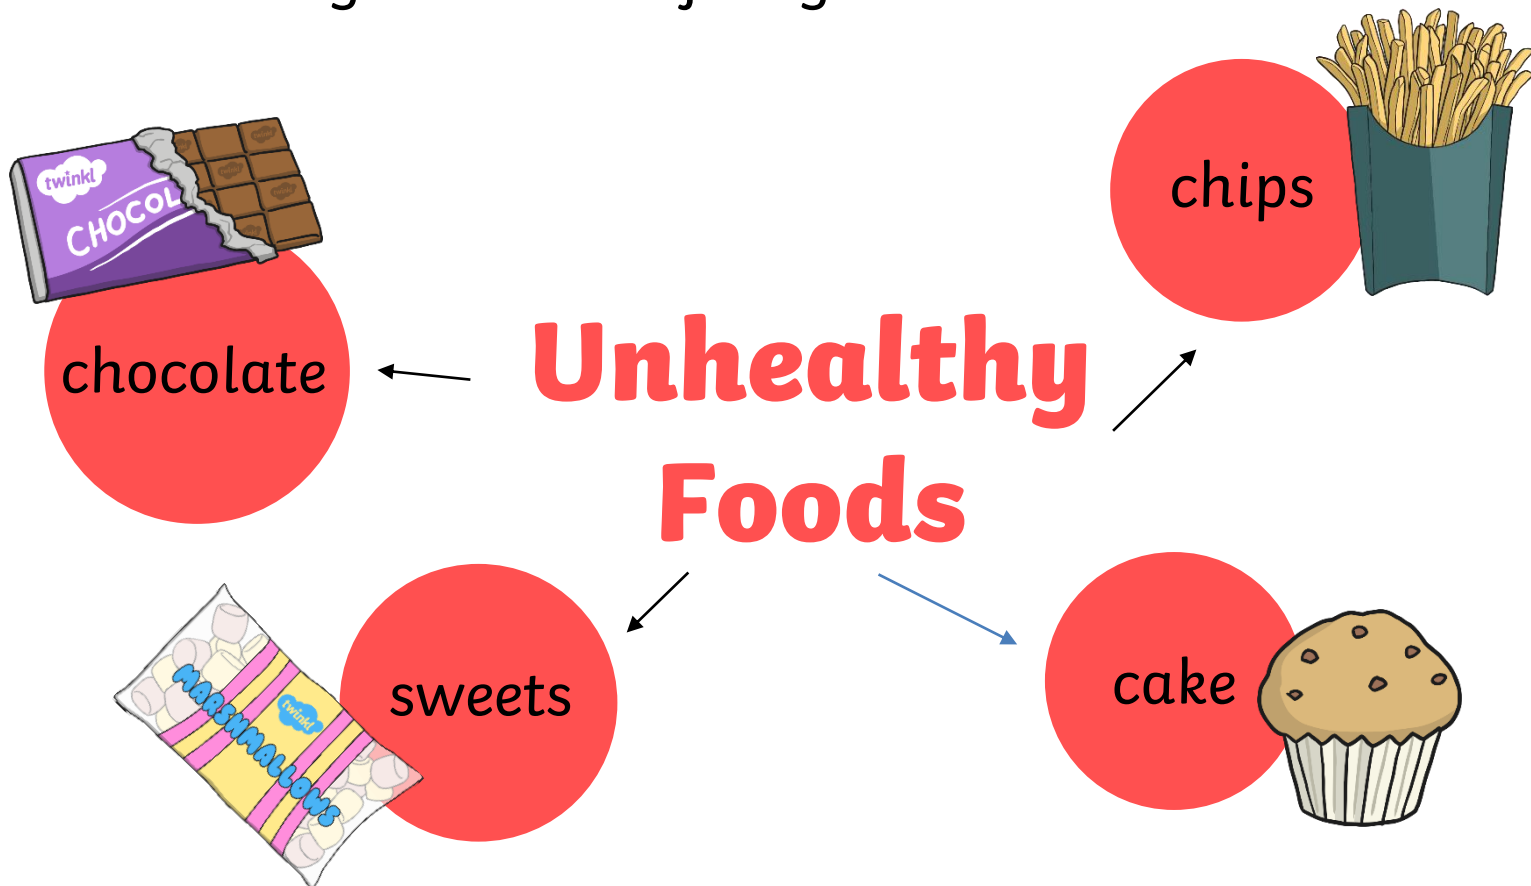 chips
twinkl
CHOCOL
chocolate
Unhealthy
Foods
sweets
twinkl
MARSHMALLOWS
cake